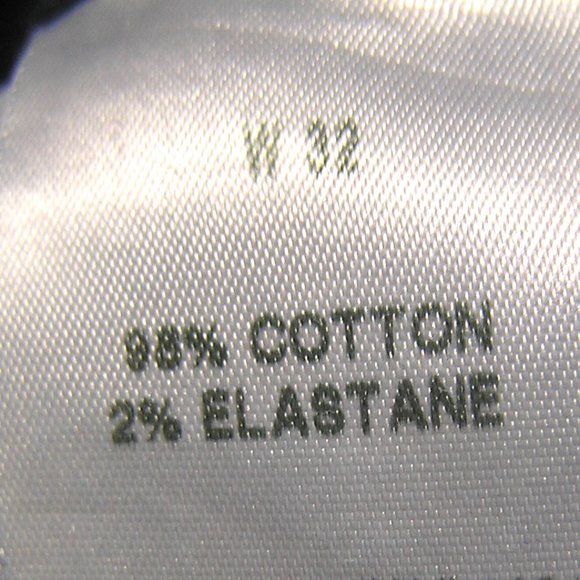 W 32
98% COTTON
2% ELASTANE